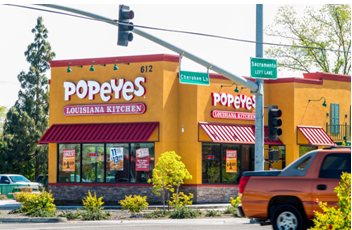 POPEYES
LOUISIANA KITCHEN
612
Cherokee Ln
Sacramento
LEFT LANE
POPEYES
LOUISIANA KITCHEN